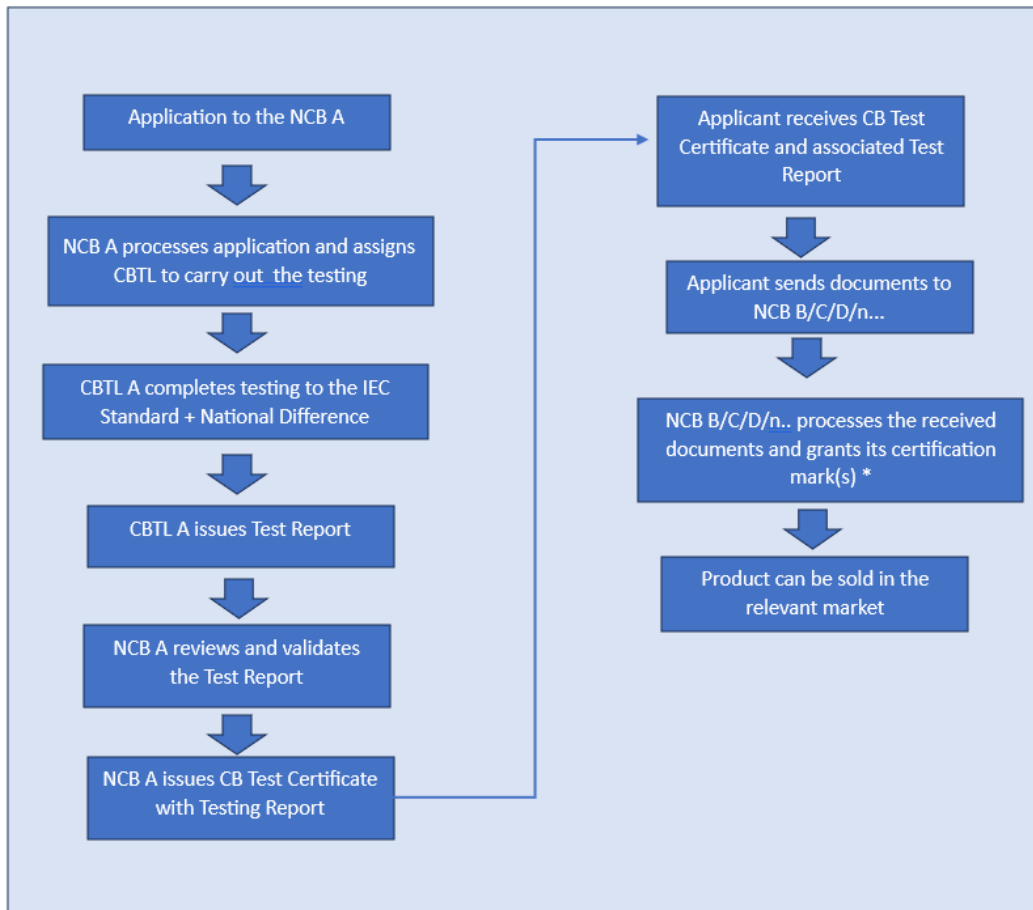 Application to the NCB A
NCB A processes application and assigns
CBTL to carry out the testing
CBTL A completes testing to the IEC
Standard + National Difference
CBTL A issues Test Report
NCB A reviews and validates
the Test Report
NCB A issues CB Test Certificate
with Testing Report
Applicant receives CB Test
Certificate and associated Test
Report
Applicant sends documents to
NCB B/C/D/n...
NCB B/C/D/n.. processes the received
documents and grants its certification
mark(s) *
Product can be sold in the
relevant market